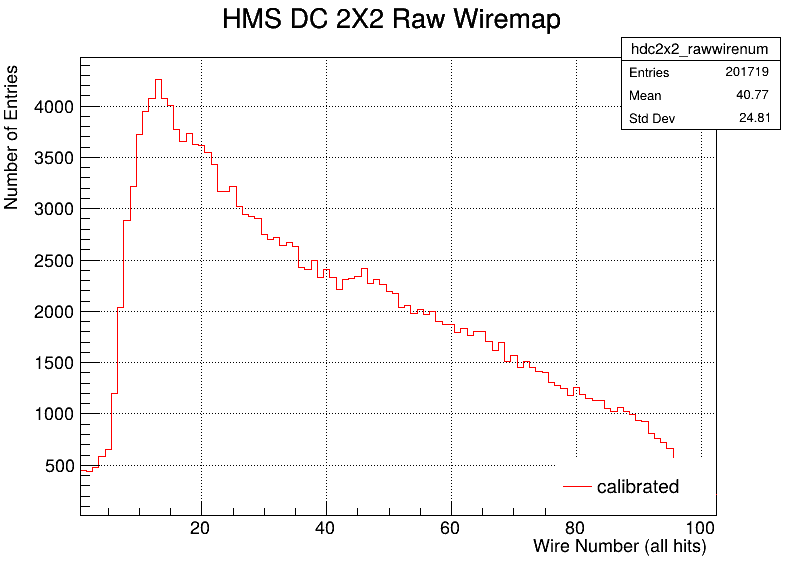 HMS DC 2X2 Raw Wiremap
hdc2x2_rawwirenum
Entries 201719
Mean 40.77
Std Dev 24.81
Number of Entries
4000
3500
3000
2500
2000
1500
1000
500
calibrated
20 40 60 80 100
Wire Number (all hits)